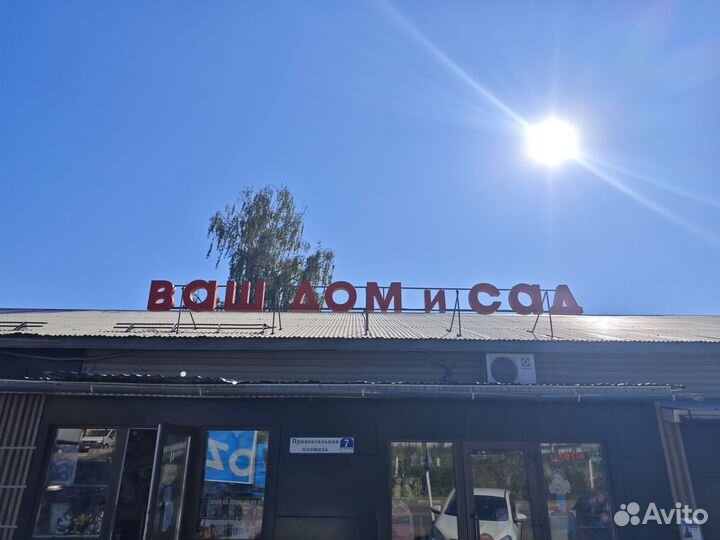 ваш дом и сад
Привокзальная
площадь
7
Avito